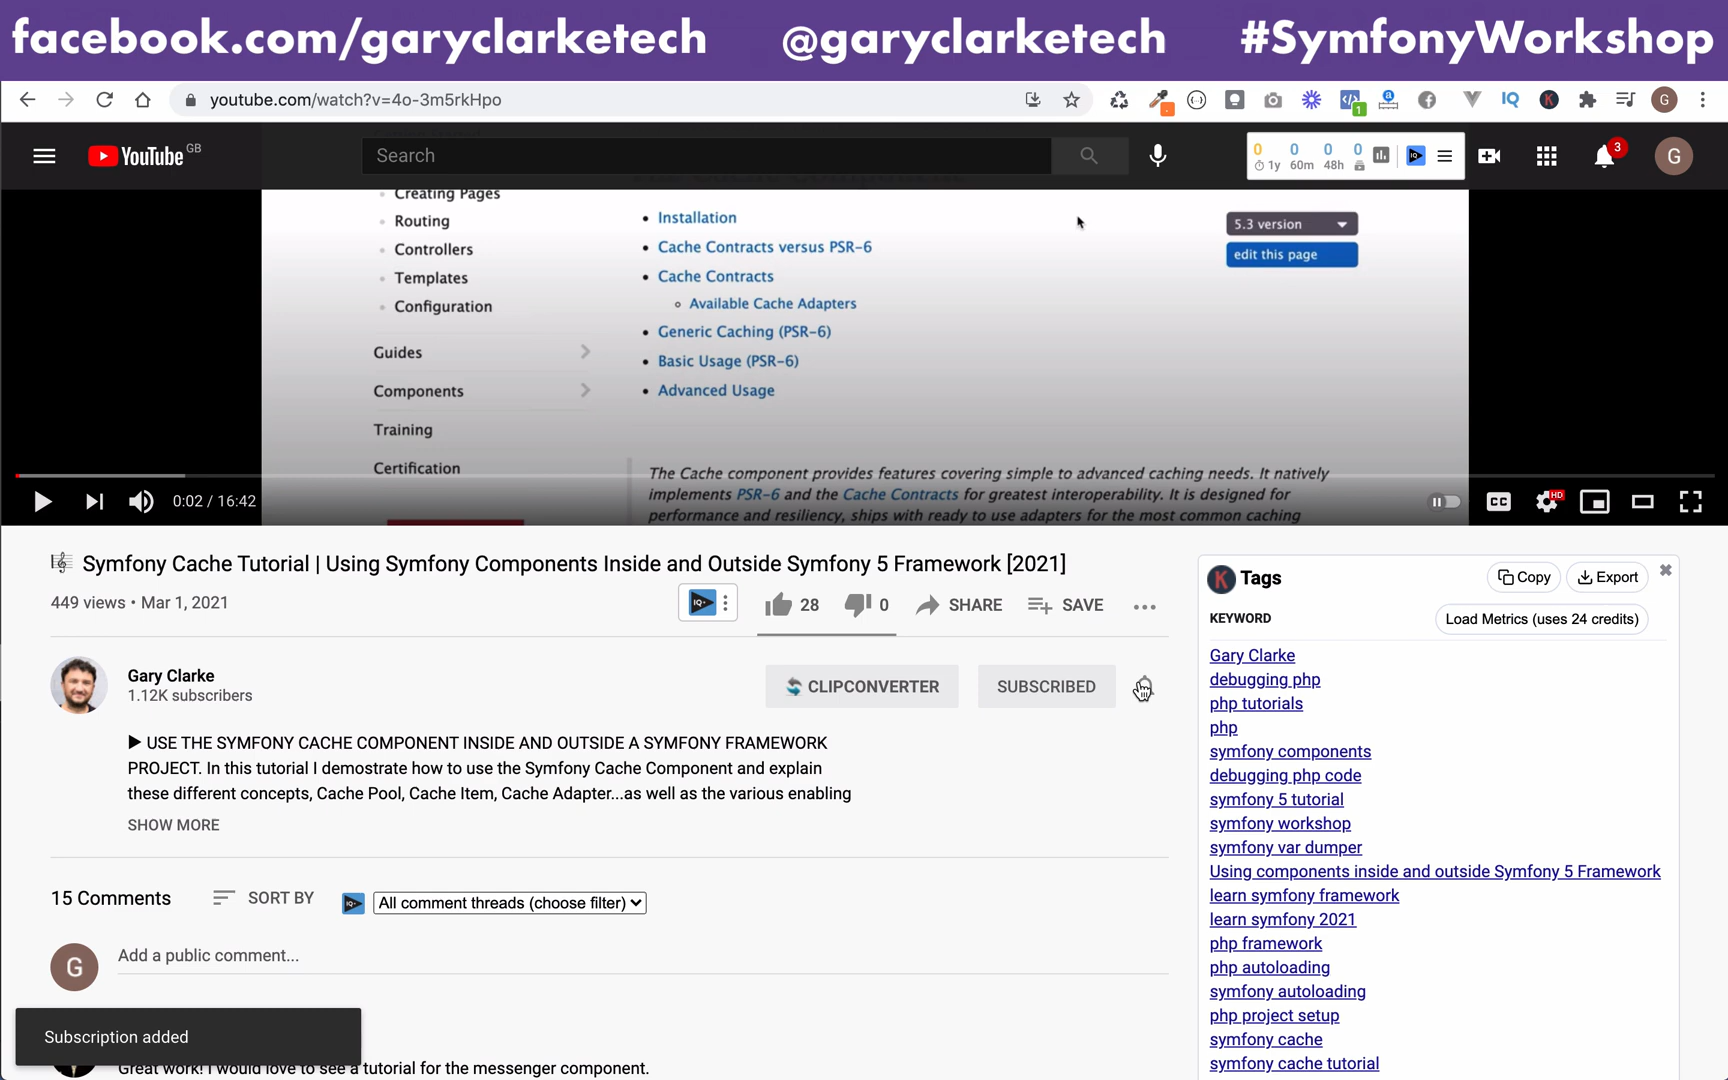 facebook.com/garyclarketech @garyclarketech #SymfonyWorkshop
youtube.com/watch?v=4o-3m5rkHpo
1 a IQ K G
YouTube GB
Search
0 0 0 0
1y 60m 48h
IQ
3
G
Creating Pages
Routing
Controllers
Templates
Configuration
Guides
Components
Training
Certification
Installation
Cache Contracts versus PSR-6
Cache Contracts
Available Cache Adapters
Generic Caching (PSR-6)
Basic Usage (PSR-6)
Advanced Usage
5.3 version
edit this page
The Cache component provides features covering simple to advanced caching needs. It natively
implements PSR-6 and the Cache Contracts for greatest interoperability. It is designed for
performance and resiliency, ships with ready to use adapters for the most common caching
0:02 / 16:42
CC HD
Symfony Cache Tutorial | Using Symfony Components Inside and Outside Symfony 5 Framework [2021]
449 views • Mar 1, 2021
IQ 28 0 SHARE SAVE
Gary Clarke
1.12K subscribers
CLIPCONVERTER SUBSCRIBED
▶ USE THE SYMFONY CACHE COMPONENT INSIDE AND OUTSIDE A SYMFONY FRAMEWORK
PROJECT. In this tutorial I demostrate how to use the Symfony Cache Component and explain
these different concepts, Cache Pool, Cache Item, Cache Adapter...as well as the various enabling
SHOW MORE
15 Comments SORT BY IQ All comment threads (choose filter)
G Add a public comment...
Subscription added
Great work! I would love to see a tutorial for the messenger component.
K Tags Copy Export
KEYWORD Load Metrics (uses 24 credits)
Gary Clarke
debugging php
php tutorials
php
symfony components
debugging php code
symfony 5 tutorial
symfony workshop
symfony var dumper
Using components inside and outside Symfony 5 Framework
learn symfony framework
learn symfony 2021
php framework
php autoloading
symfony autoloading
php project setup
symfony cache
symfony cache tutorial